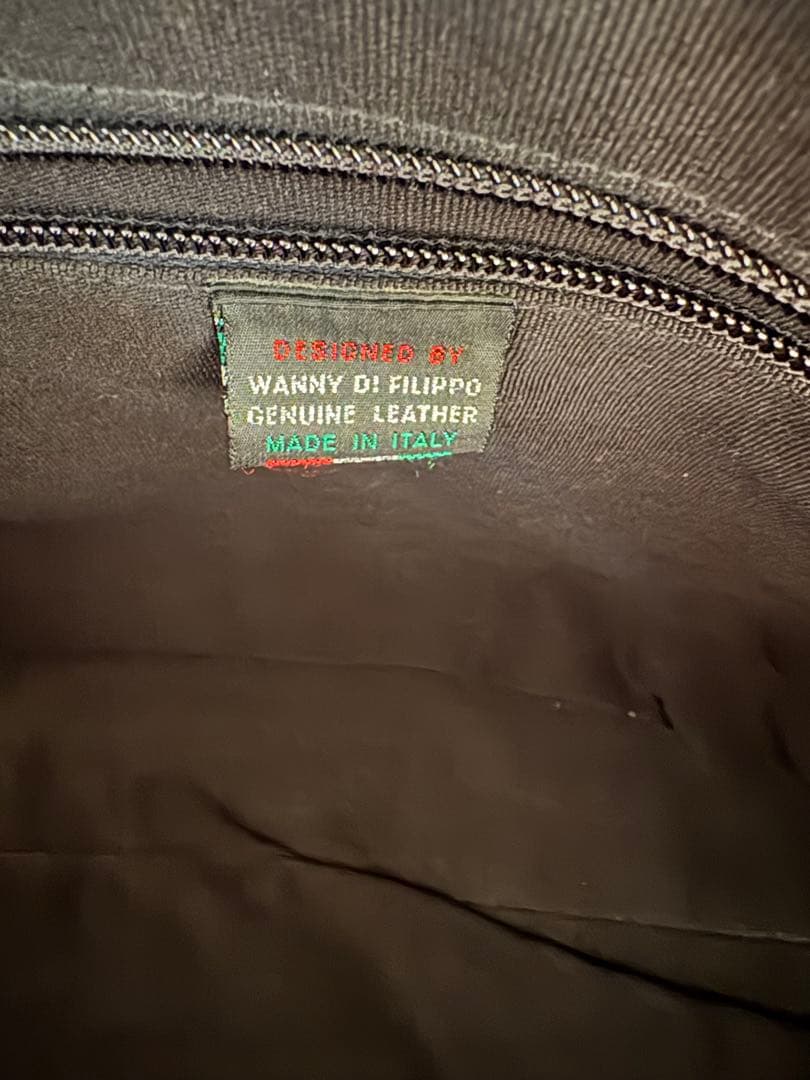 DESIGNED BY
WANNY DI FILIPPO
GENUINE LEATHER
MADE IN ITALY